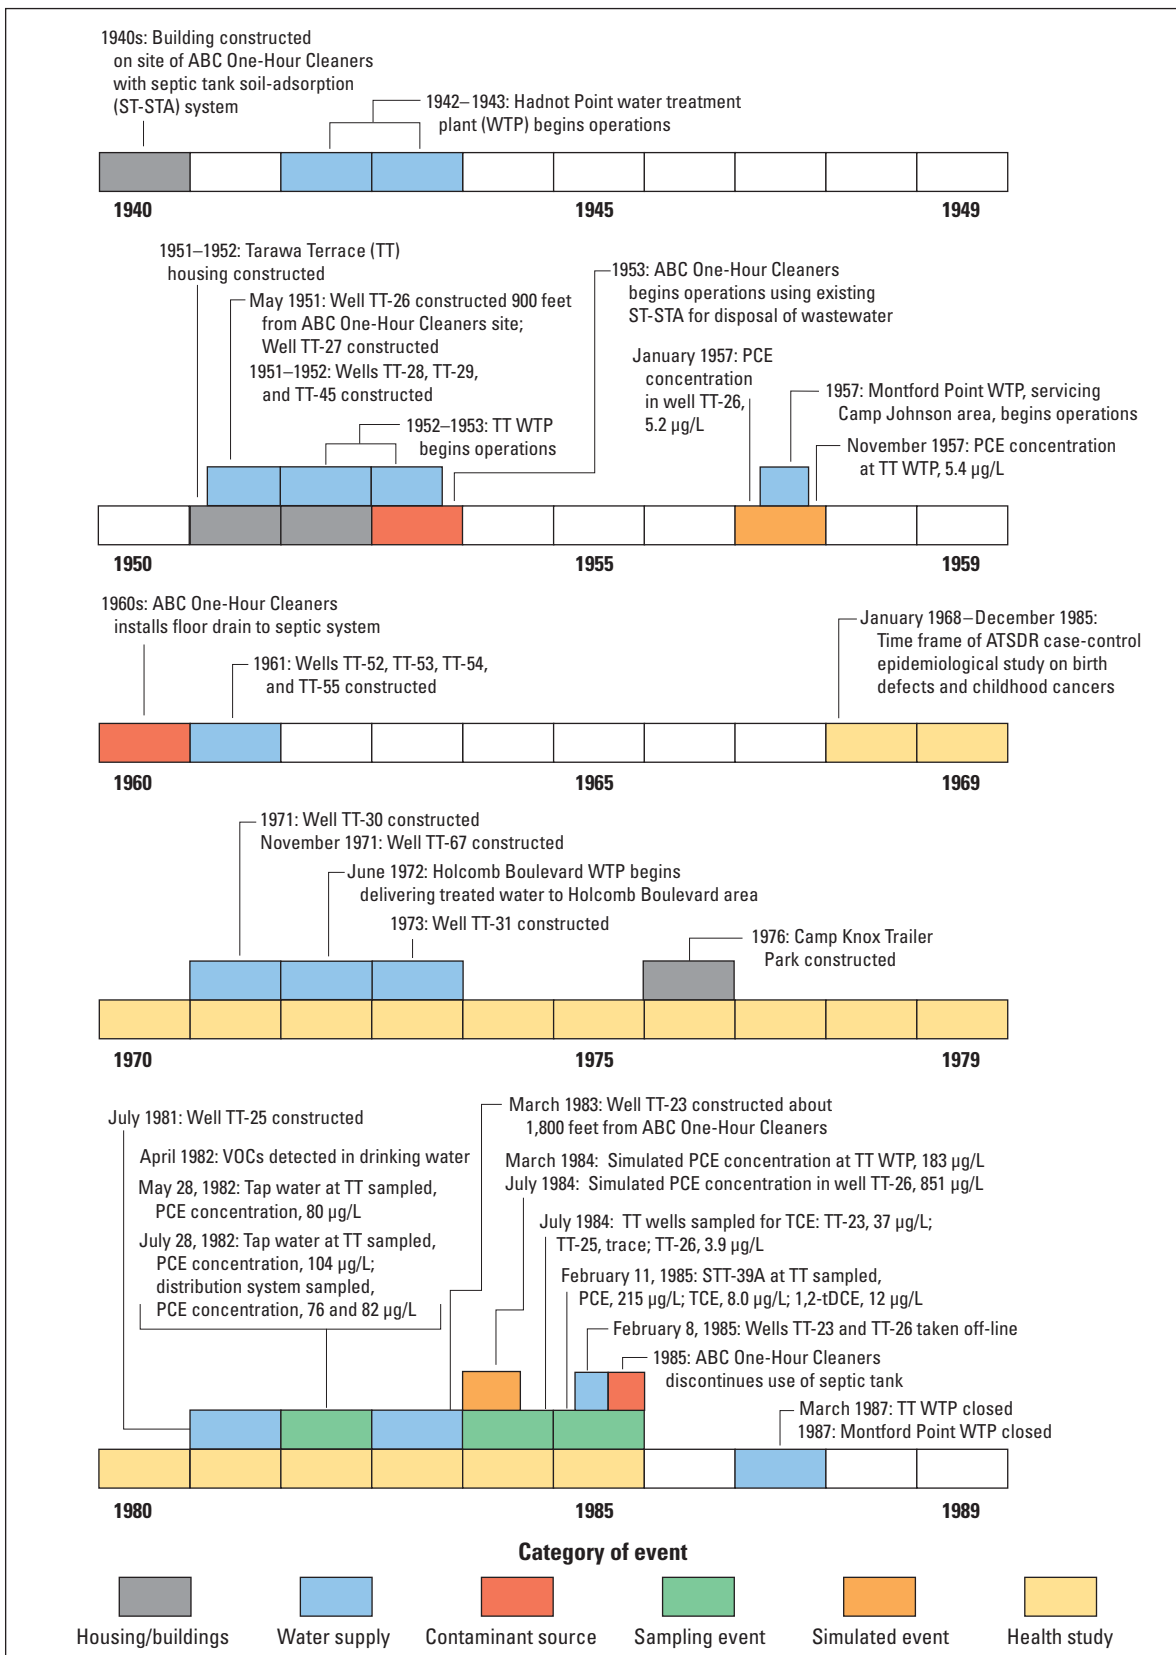 1940s: Building constructed
on site of ABC One-Hour Cleaners
with septic tank soil-adsorption
(ST-STA) system
1942–1943: Hadnot Point water treatment
plant (WTP) begins operations
1940
1945
1949
1951–1952: Tarawa Terrace (TT)
housing constructed
May 1951: Well TT-26 constructed 900 feet
from ABC One-Hour Cleaners site;
Well TT-27 constructed
1951–1952: Wells TT-28, TT-29,
and TT-45 constructed
1952–1953: TT WTP
begins operations
1953: ABC One-Hour Cleaners
begins operations using existing
ST-STA for disposal of wastewater
January 1957: PCE
concentration
in well TT-26,
5.2 µg/L
1957: Montford Point WTP, servicing
Camp Johnson area, begins operations
November 1957: PCE concentration
at TT WTP, 5.4 µg/L
1950
1955
1959
1960s: ABC One-Hour Cleaners
installs floor drain to septic system
1961: Wells TT-52, TT-53, TT-54,
and TT-55 constructed
January 1968–December 1985:
Time frame of ATSDR case-control
epidemiological study on birth
defects and childhood cancers
1960
1965
1969
1971: Well TT-30 constructed
November 1971: Well TT-67 constructed
June 1972: Holcomb Boulevard WTP begins
delivering treated water to Holcomb Boulevard area
1973: Well TT-31 constructed
1976: Camp Knox Trailer
Park constructed
1970
1975
1979
July 1981: Well TT-25 constructed
April 1982: VOCs detected in drinking water
May 28, 1982: Tap water at TT sampled,
PCE concentration, 80 µg/L
July 28, 1982: Tap water at TT sampled,
PCE concentration, 104 µg/L;
distribution system sampled,
PCE concentration, 76 and 82 µg/L
March 1983: Well TT-23 constructed about
1,800 feet from ABC One-Hour Cleaners
March 1984: Simulated PCE concentration at TT WTP, 183 µg/L
July 1984: Simulated PCE concentration in well TT-26, 851 µg/L
July 1984: TT wells sampled for TCE: TT-23, 37 µg/L;
TT-25, trace; TT-26, 3.9 µg/L
February 11, 1985: STT-39A at TT sampled,
PCE, 215 µg/L; TCE, 8.0 µg/L; 1,2-tDCE, 12 µg/L
February 8, 1985: Wells TT-23 and TT-26 taken off-line
1985: ABC One-Hour Cleaners
discontinues use of septic tank
March 1987: TT WTP closed
1987: Montford Point WTP closed
1980
1985
1989
Category of event
Housing/buildings
Water supply
Contaminant source
Sampling event
Simulated event
Health study